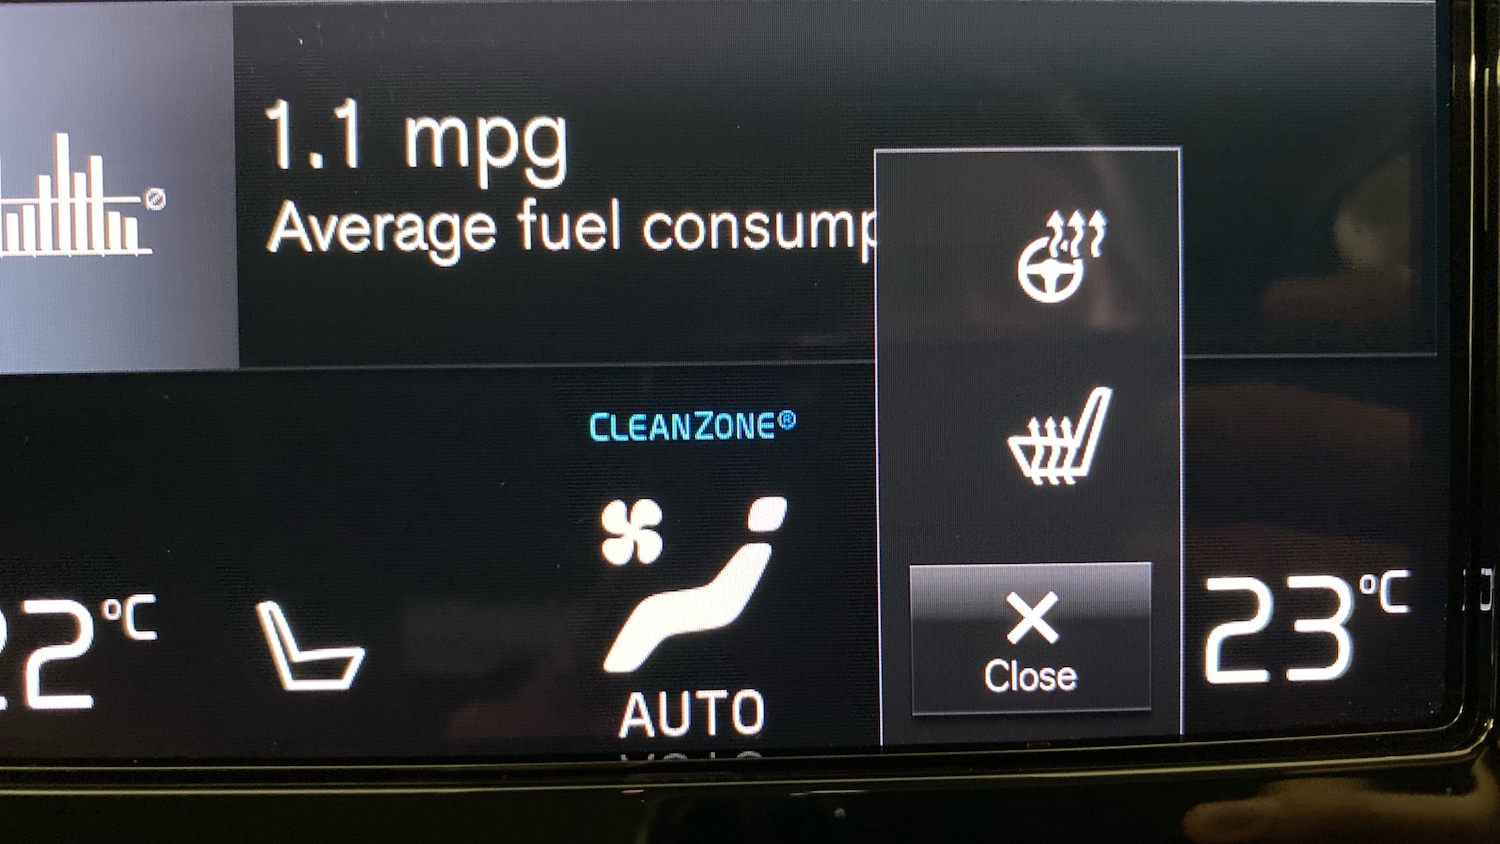 1.1 mpg
Average fuel consump
CLEANZONE®
22°C
AUTO
Close
23°C